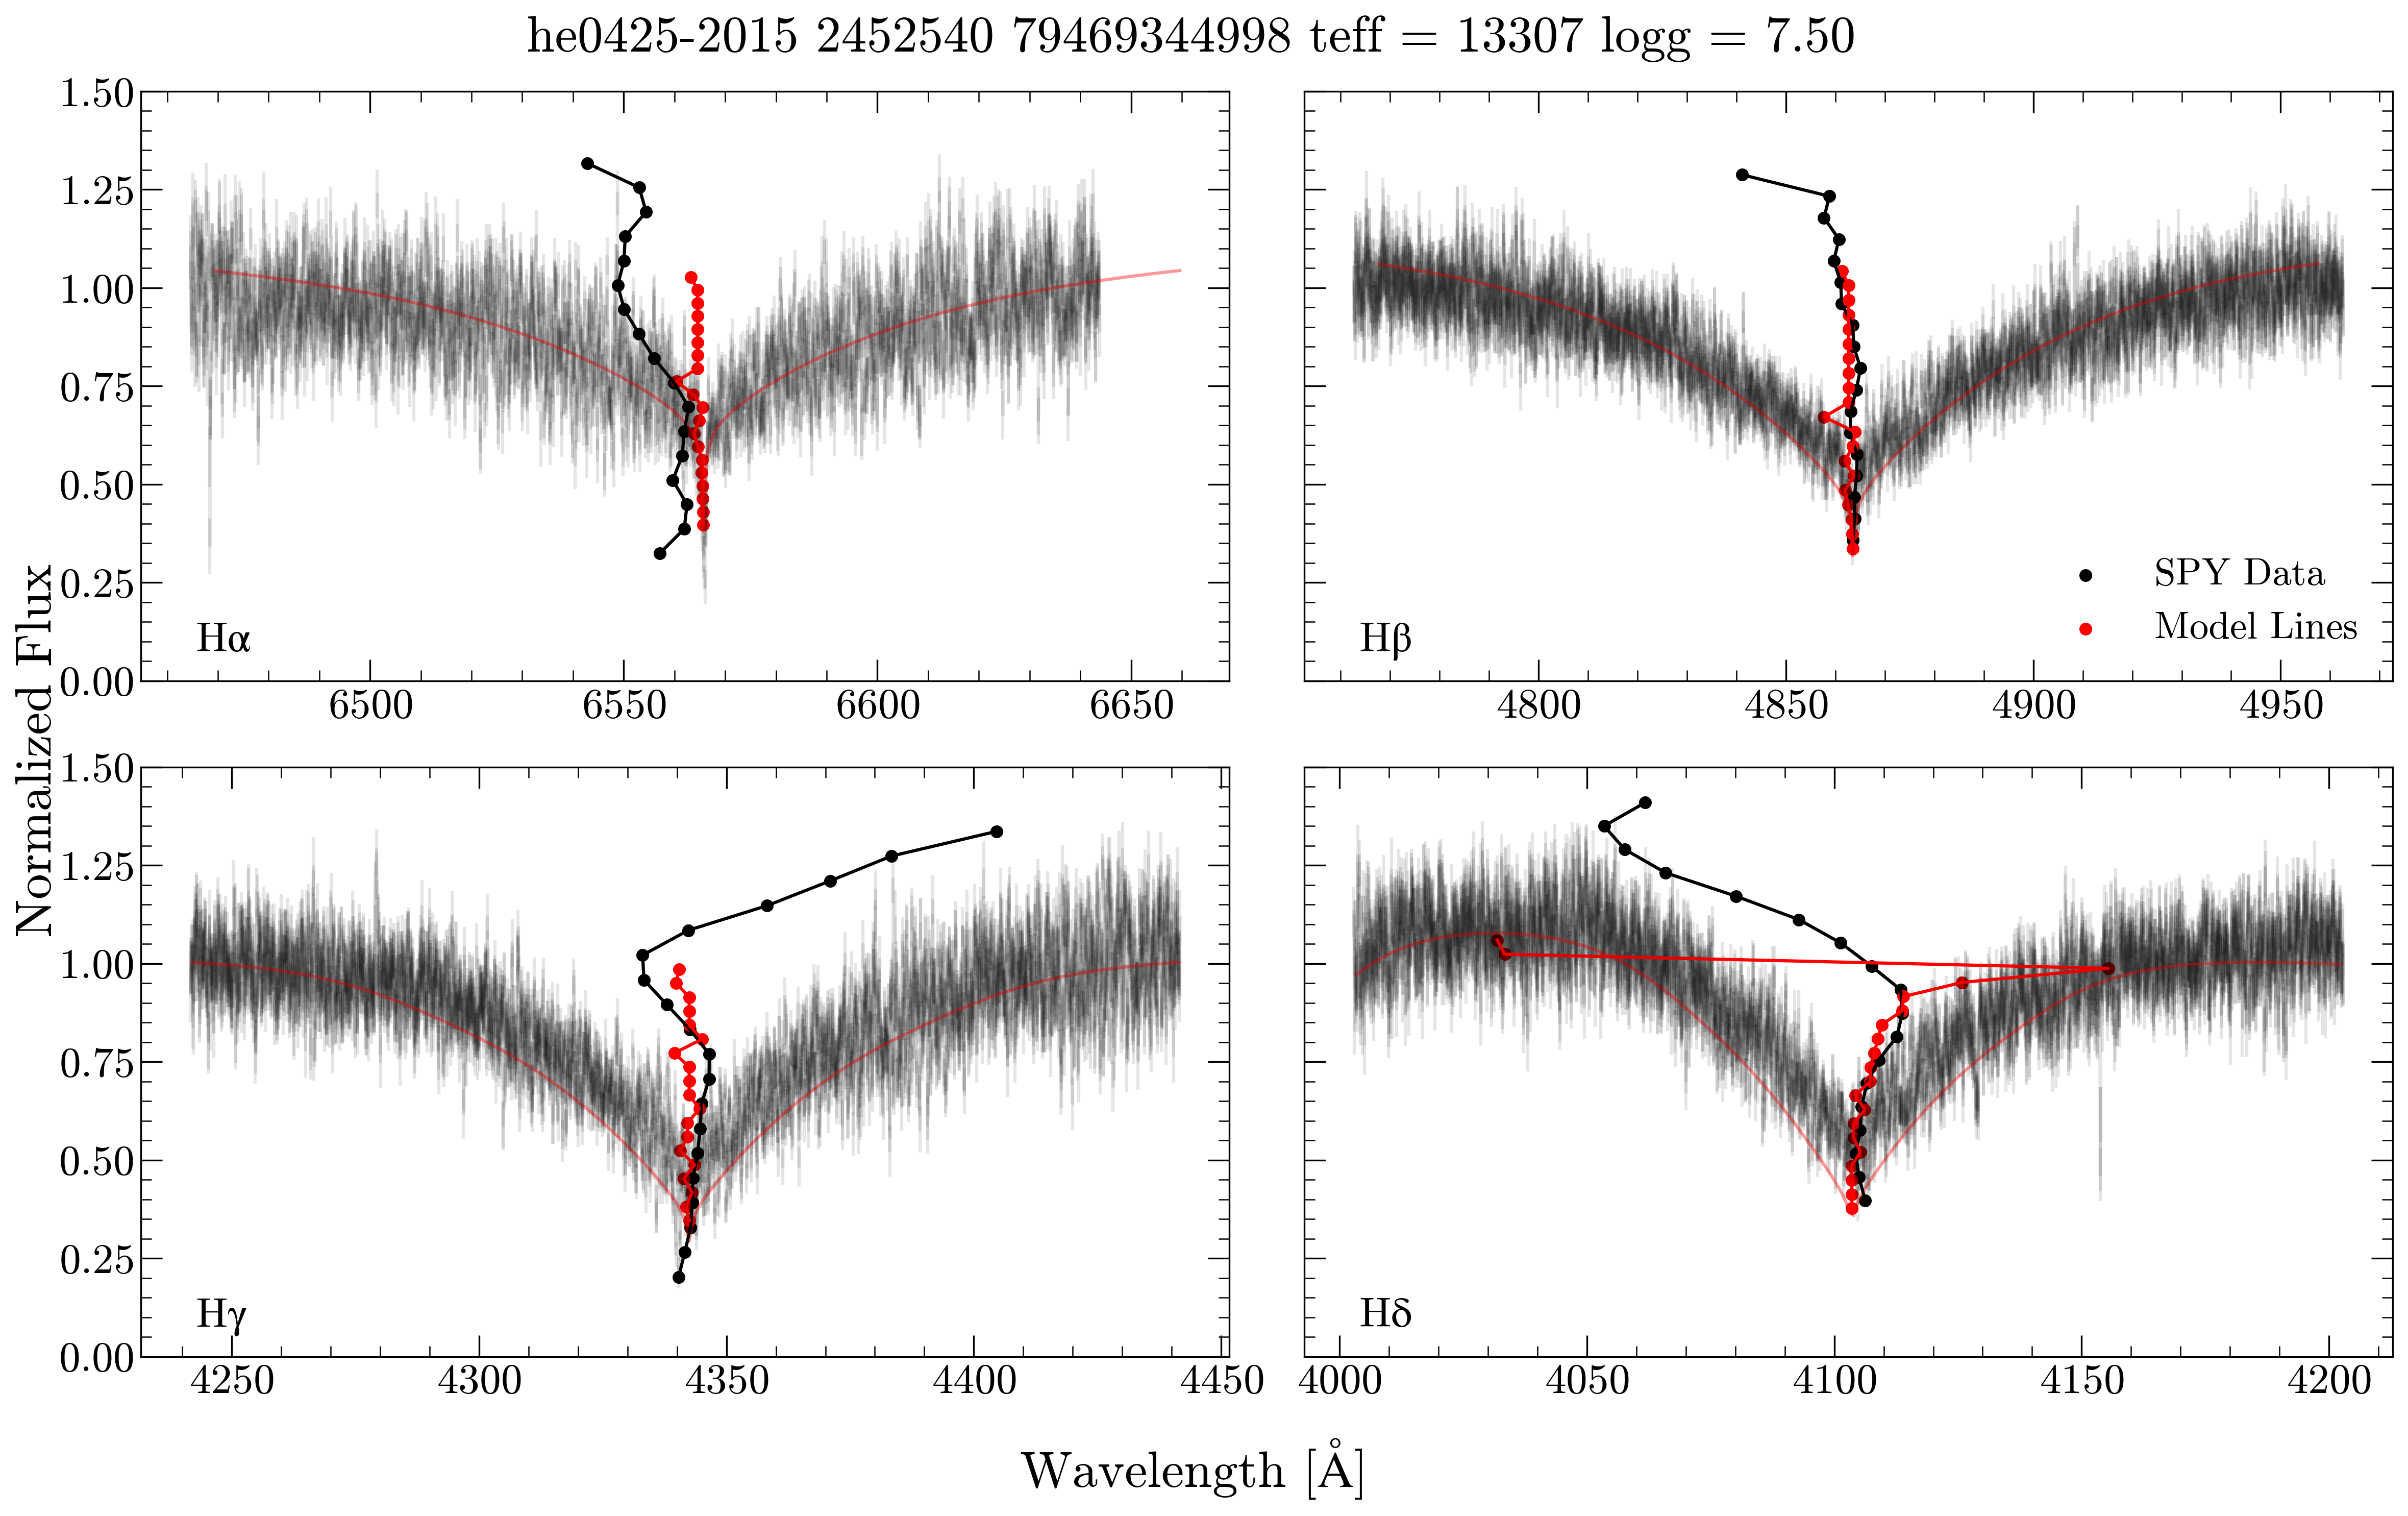 he0425-2015 2452540 79469344998 teff = 13307 logg = 7.50
Normalized Flux
1.50
1.25
1.00
0.75
0.50
0.25
0.00
Hα
6500 6550 6600 6650
SPY Data
Model Lines
Hβ
4800 4850 4900 4950
1.50
1.25
1.00
0.75
0.50
0.25
0.00
Hγ
4250 4300 4350 4400 4450
Hδ
4000 4050 4100 4150 4200
Wavelength [Å]